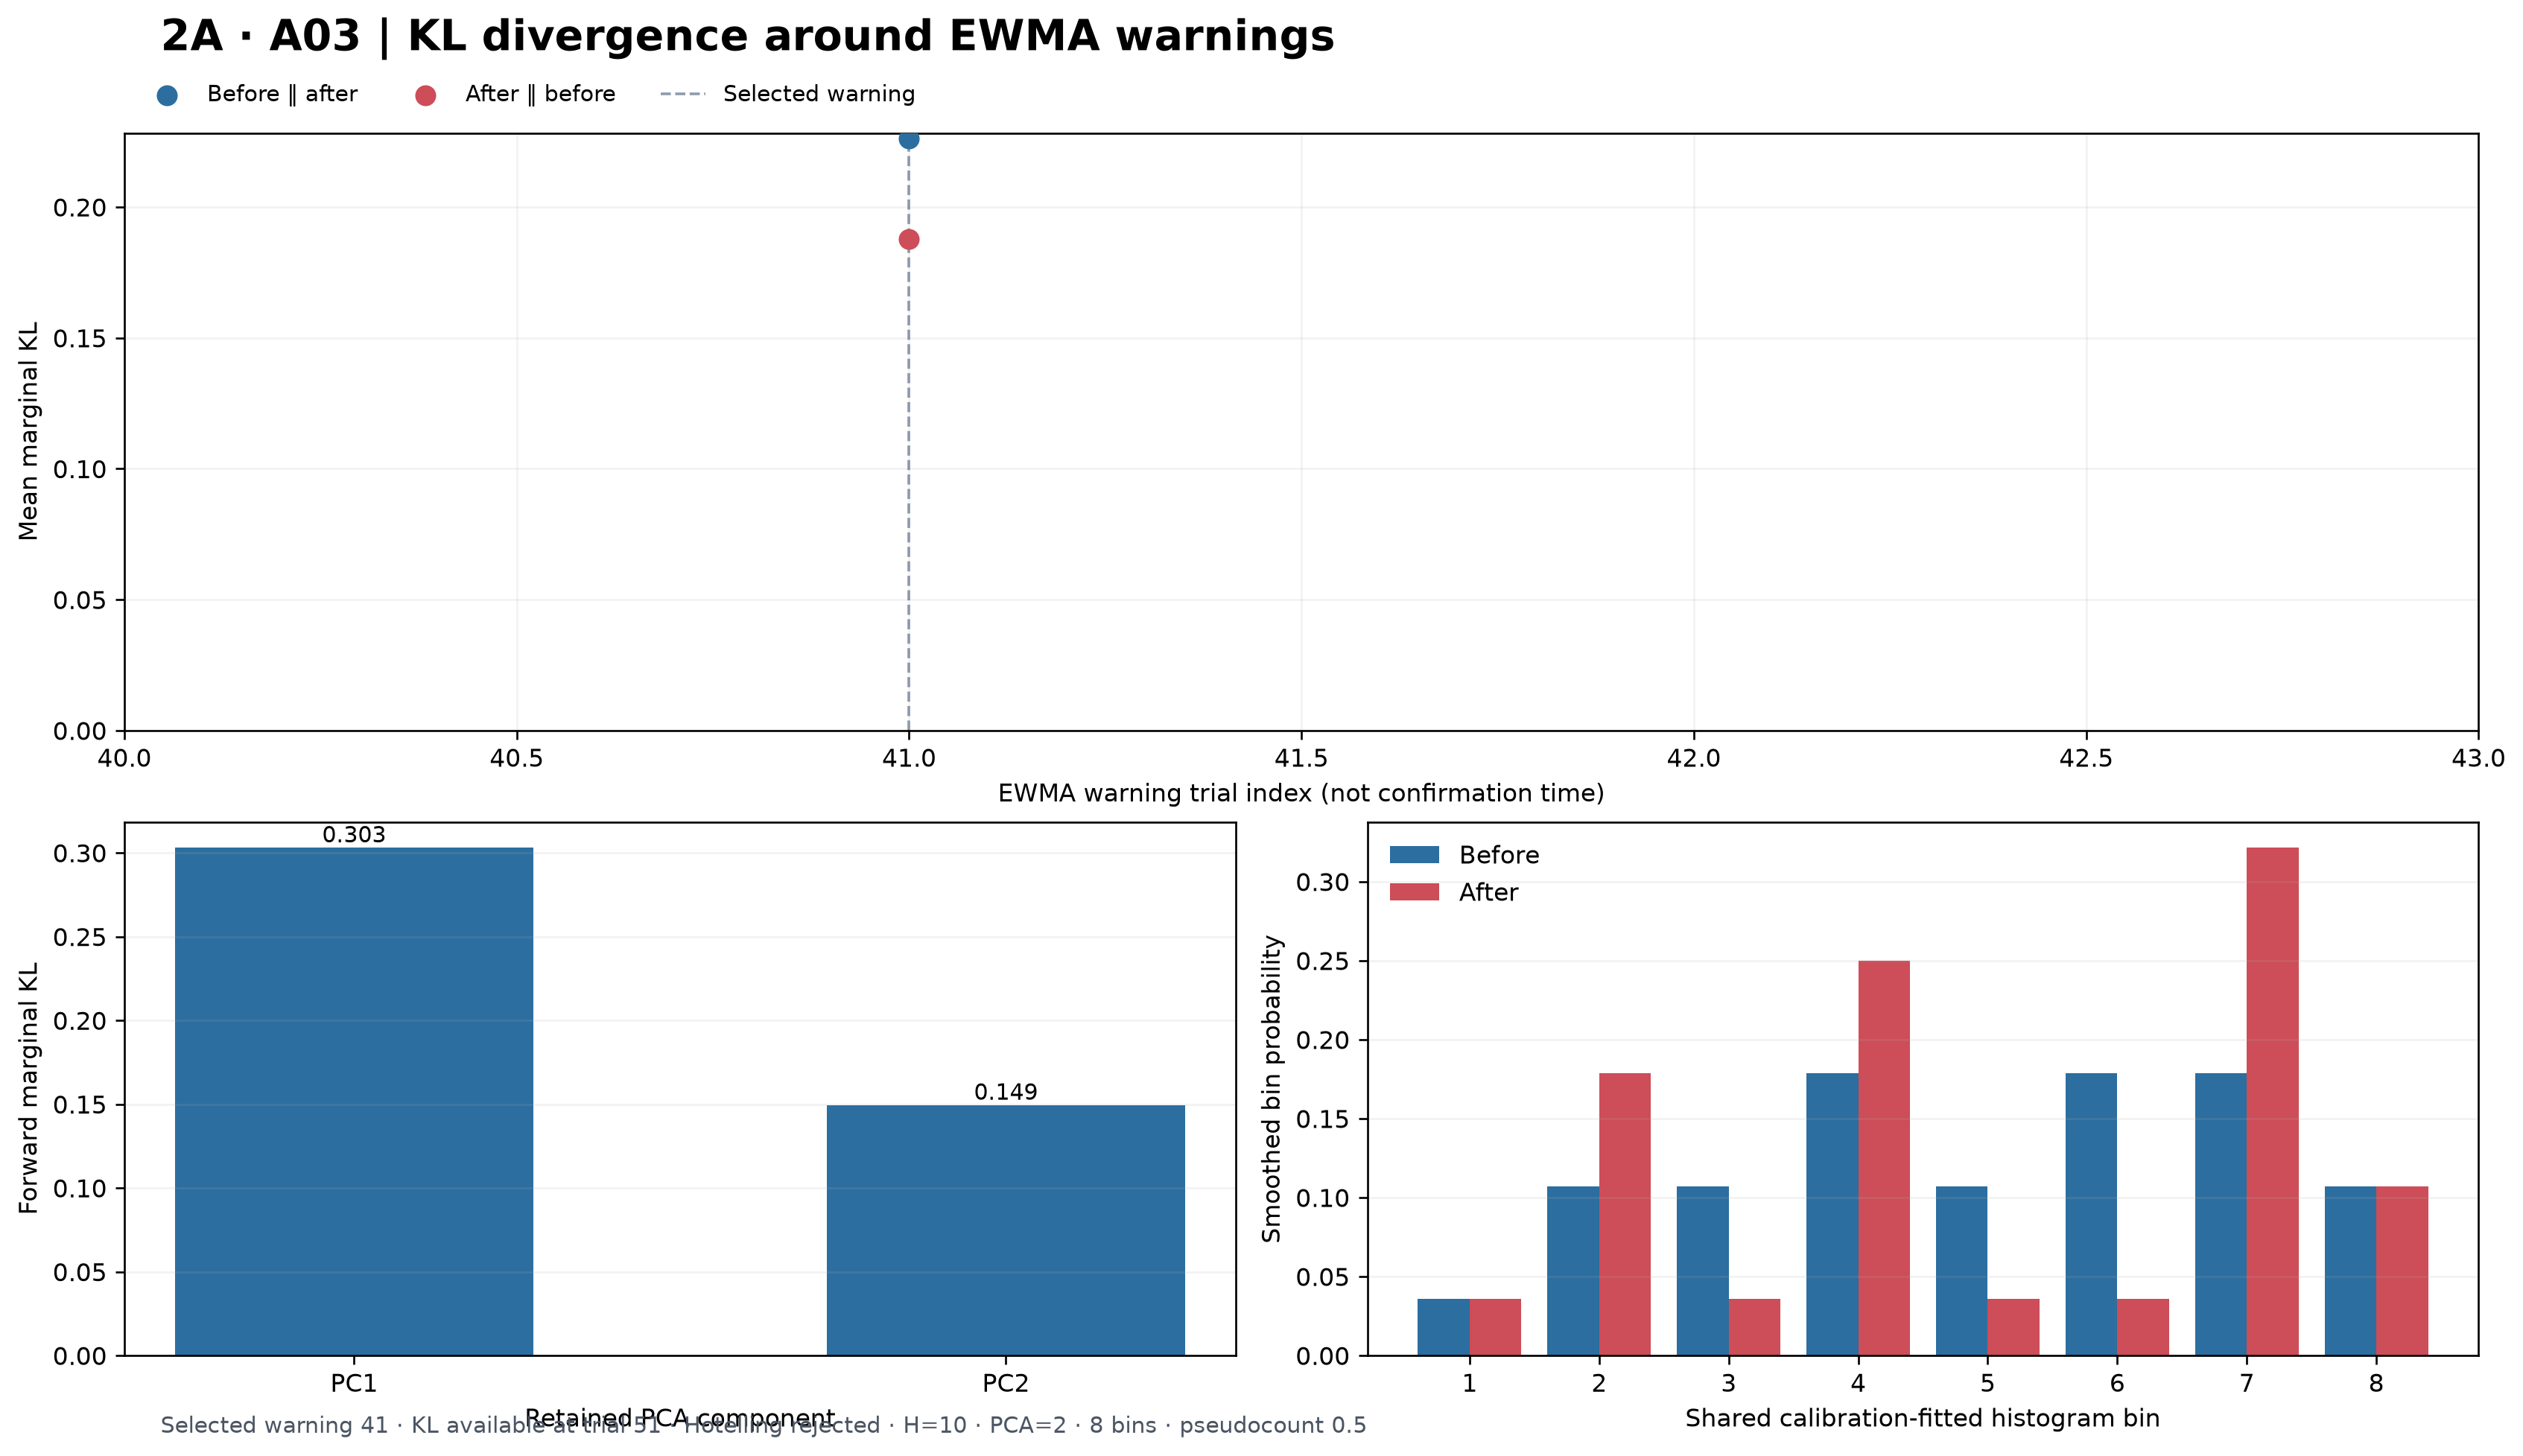 2A · A03 | KL divergence around EWMA warnings
Before ‖ after
After ‖ before
Selected warning
Mean marginal KL
0.20
0.15
0.10
0.05
0.00
40.0 40.5 41.0 41.5 42.0 42.5 43.0
EWMA warning trial index (not confirmation time)
Forward marginal KL
0.30
0.25
0.20
0.15
0.10
0.05
0.00
0.303
0.149
PC1 PC2
Retained PCA component
Smoothed bin probability
0.30
0.25
0.20
0.15
0.10
0.05
0.00
Before
After
1 2 3 4 5 6 7 8
Shared calibration-fitted histogram bin
Selected warning 41 · KL available at trial 51 · Hotelling rejected · H=10 · PCA=2 · 8 bins · pseudocount 0.5